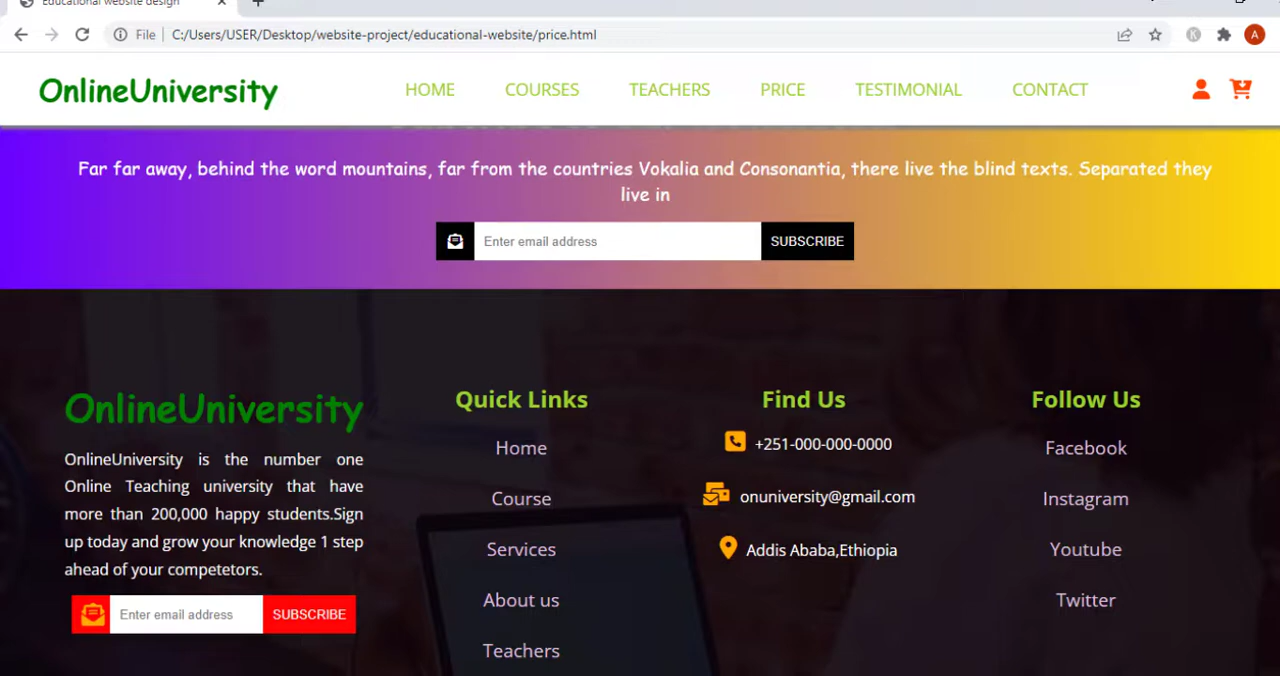 Educational website design
File C:/Users/USER/Desktop/website-project/educational-website/price.html
A
OnlineUniversity
HOME
COURSES
TEACHERS
PRICE
TESTIMONIAL
CONTACT
Far far away, behind the word mountains, far from the countries Vokalia and Consonantia, there live the blind texts. Separated they
live in
Enter email address
SUBSCRIBE
OnlineUniversity
OnlineUniversity is the number one
Online Teaching university that have
more than 200,000 happy students.Sign
up today and grow your knowledge 1 step
ahead of your competetors.
Enter email address
SUBSCRIBE
Quick Links
Home
Course
Services
About us
Teachers
Find Us
+251-000-000-0000
onuniversity@gmail.com
Addis Ababa,Ethiopia
Follow Us
Facebook
Instagram
Youtube
Twitter